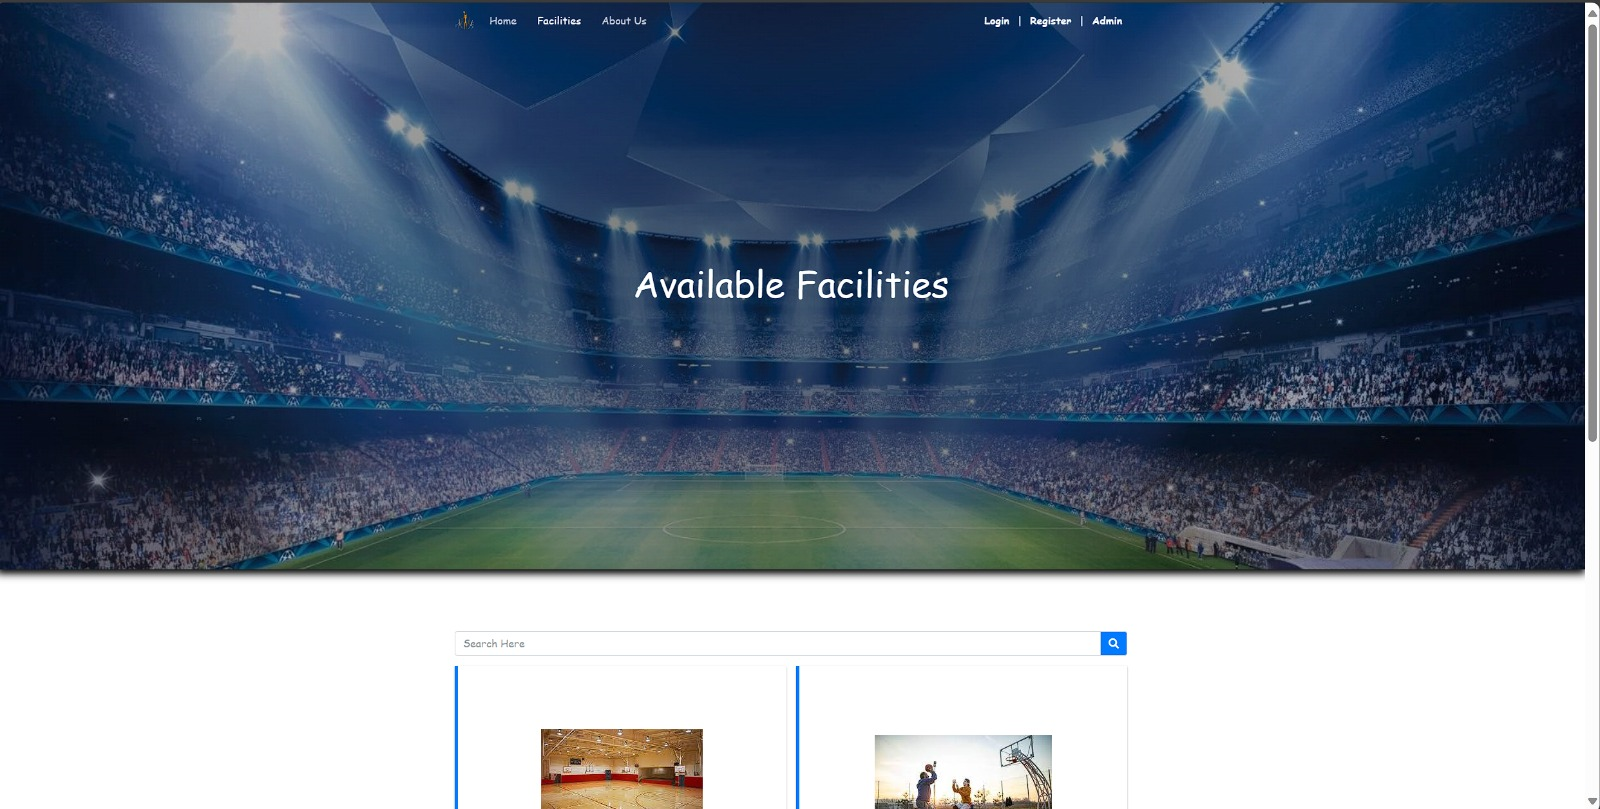 Home Facilities About Us Login | Register | Admin
Available Facilities
Search Here